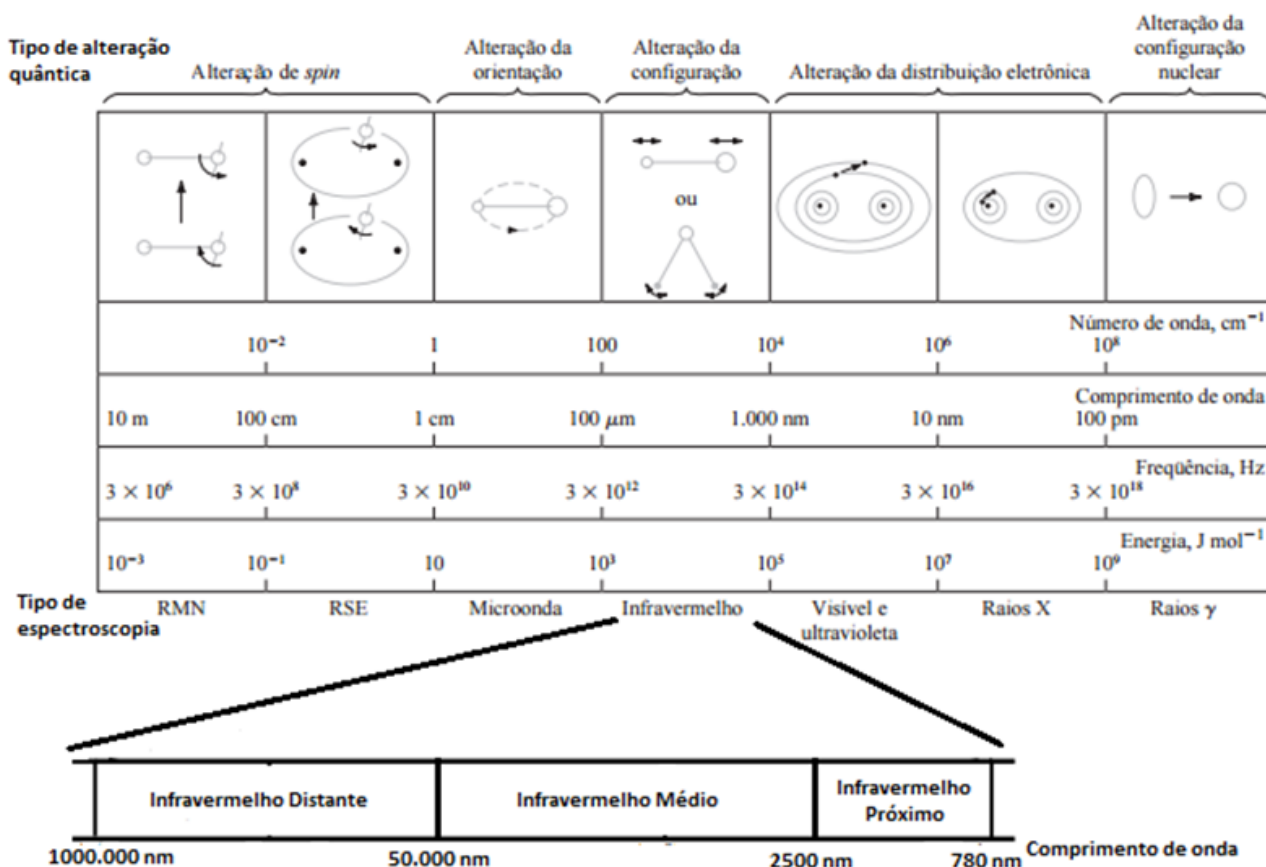 Tipo de alteração
quântica
Alteração de spin
Alteração da
orientação
Alteração da
configuração
Alteração da distribuição eletrônica
Alteração da
configuração
nuclear
ou
Número de onda, cm⁻¹
10⁻² 1 100 10⁴ 10⁶ 10⁸
Comprimento de onda
10 m 100 cm 1 cm 100 μm 1.000 nm 10 nm 100 pm
Freqüência, Hz
3 × 10⁶ 3 × 10⁸ 3 × 10¹⁰ 3 × 10¹² 3 × 10¹⁴ 3 × 10¹⁶ 3 × 10¹⁸
Energia, J mol⁻¹
10⁻³ 10⁻¹ 10 10³ 10⁵ 10⁷ 10⁹
Tipo de
espectroscopia
RMN RSE Microonda Infravermelho Visível e
ultravioleta
Raios X Raios γ
Infravermelho Distante Infravermelho Médio Infravermelho
Próximo
1000.000 nm 50.000 nm 2500 nm 780 nm Comprimento de onda